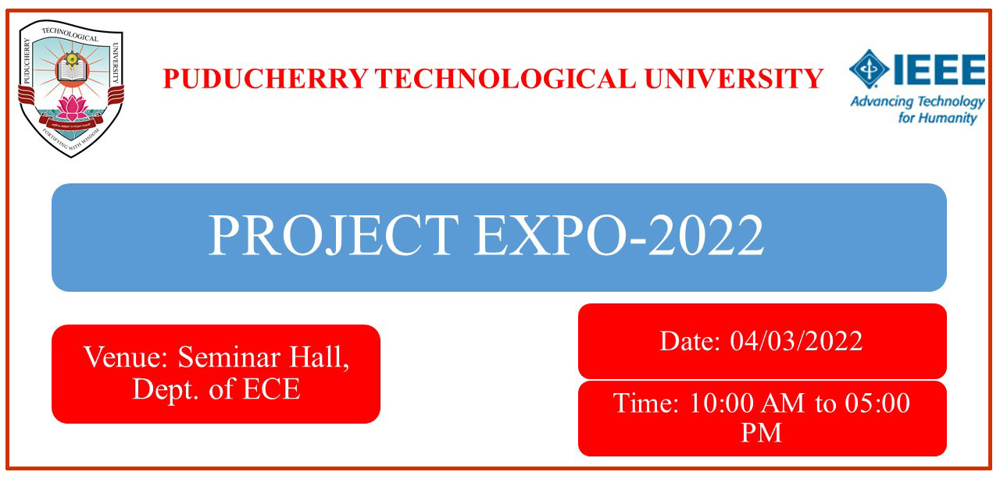 PUDUCHERRY
TECHNOLOGICAL
UNIVERSITY
FORTIFYING WITH WISDOM
PUDUCHERRY TECHNOLOGICAL UNIVERSITY
IEEE
Advancing Technology
for Humanity
PROJECT EXPO-2022
Venue: Seminar Hall,
Dept. of ECE
Date: 04/03/2022
Time: 10:00 AM to 05:00
PM